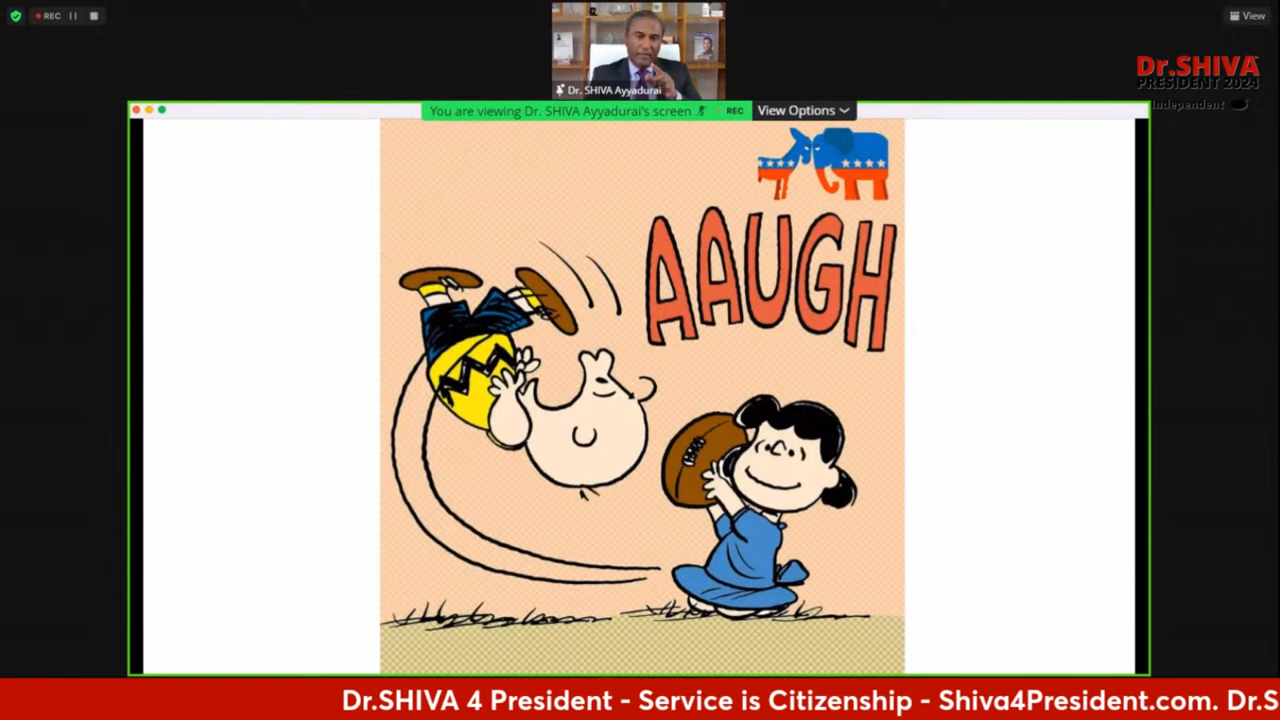 REC
View
Dr. SHIVA Ayyadurai
Dr.SHIVA
PRESIDENT 2024
Independent
You are viewing Dr. SHIVA Ayyadurai's screen
REC
View Options
AAUGH
Dr.SHIVA 4 President - Service is Citizenship - Shiva4President.com. Dr.S